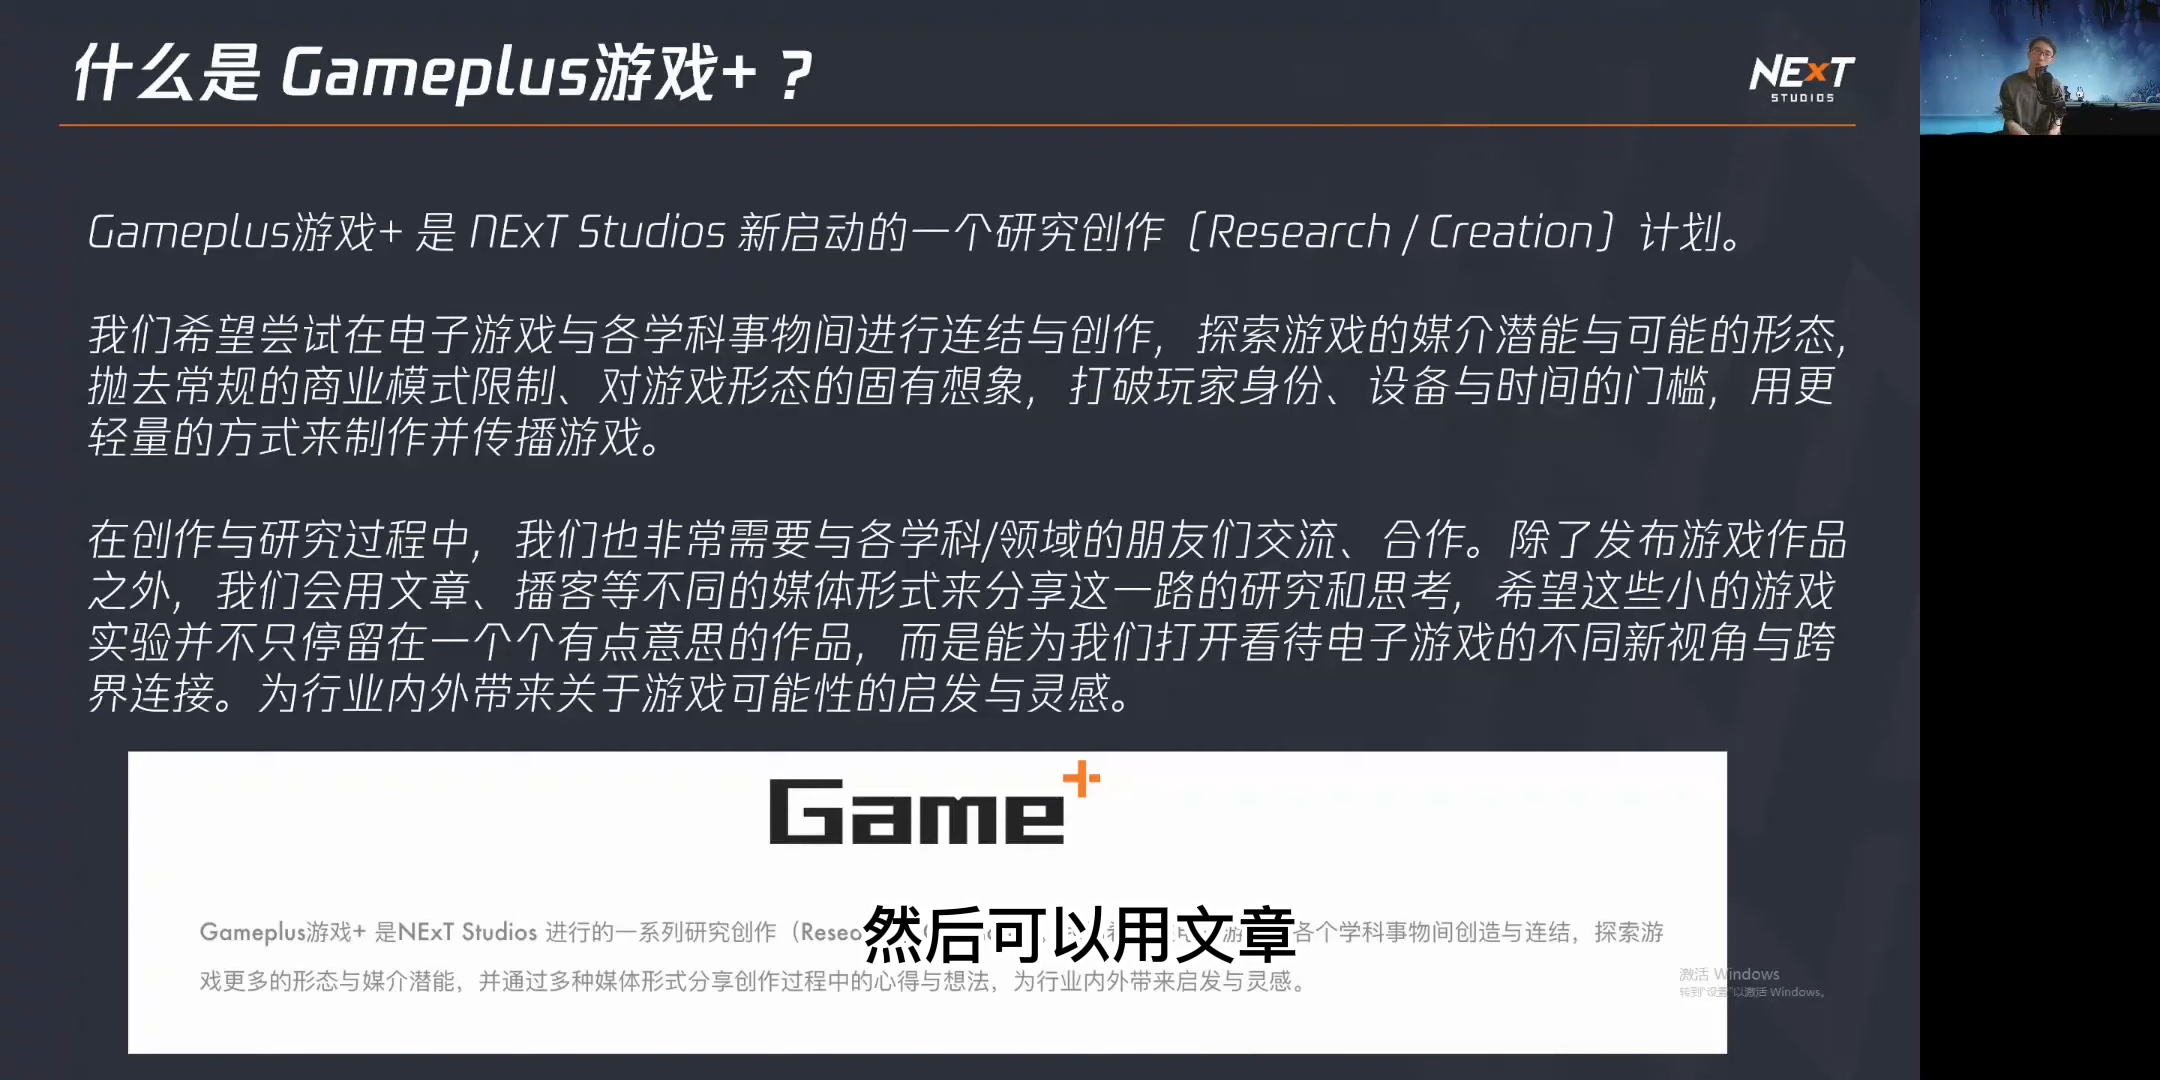 什么是 Gameplus游戏+ ?
NExT
STUDIOS
Gameplus游戏+ 是 NExT Studios 新启动的一个研究创作（Research / Creation）计划。
我们希望尝试在电子游戏与各学科事物间进行连结与创作，探索游戏的媒介潜能与可能的形态，
抛去常规的商业模式限制、对游戏形态的固有想象，打破玩家身份、设备与时间的门槛，用更
轻量的方式来制作并传播游戏。
在创作与研究过程中，我们也非常需要与各学科/领域的朋友们交流、合作。除了发布游戏作品
之外，我们会用文章、播客等不同的媒体形式来分享这一路的研究和思考，希望这些小的游戏
实验并不只停留在一个个有点意思的作品，而是能为我们打开看待电子游戏的不同新视角与跨
界连接。为行业内外带来关于游戏可能性的启发与灵感。
Game+
Gameplus游戏+ 是NExT Studios 进行的一系列研究创作（Rese 各个学科事物间创造与连结，探索游
然后可以用文章
戏更多的形态与媒介潜能，并通过多种媒体形式分享创作过程中的心得与想法，为行业内外带来启发与灵感。
激活 Windows
转到"设置"以激活 Windows。